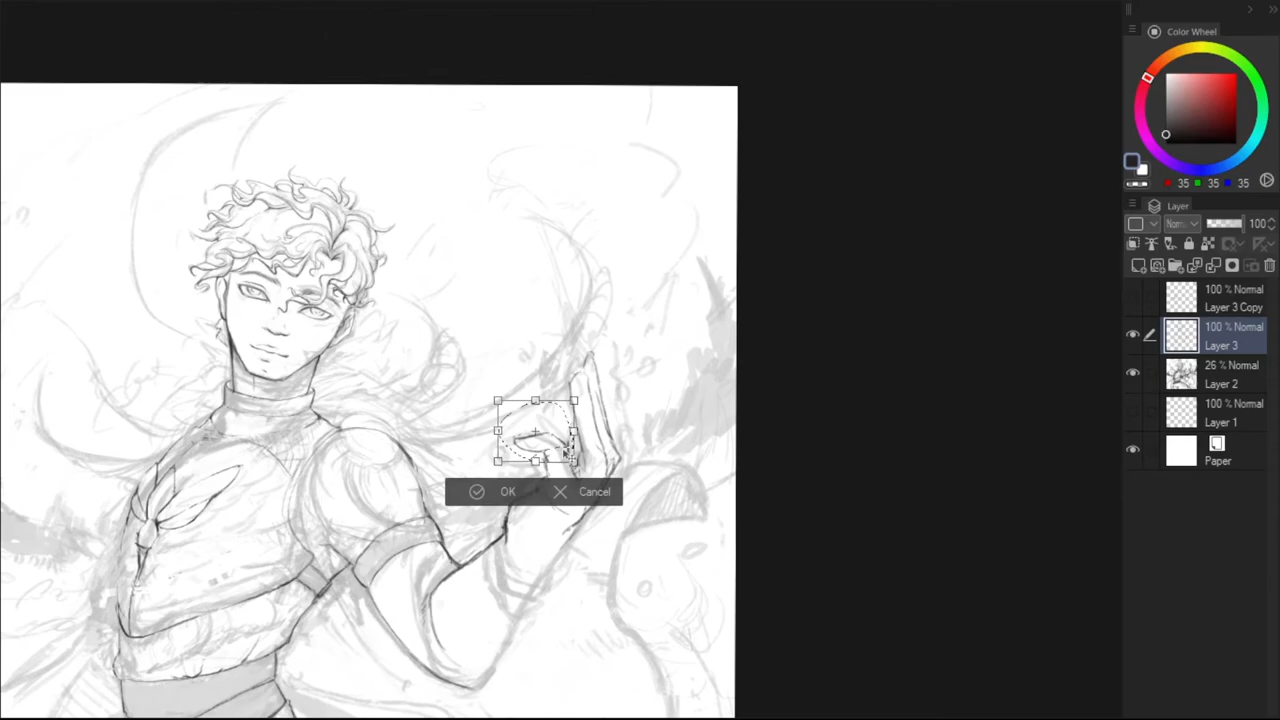 Color Wheel
35 35 35
Layer
Norm 100
100 % Normal
Layer 3 Copy
100 % Normal
Layer 3
26 % Normal
Layer 2
100 % Normal
Layer 1
Paper
OK Cancel